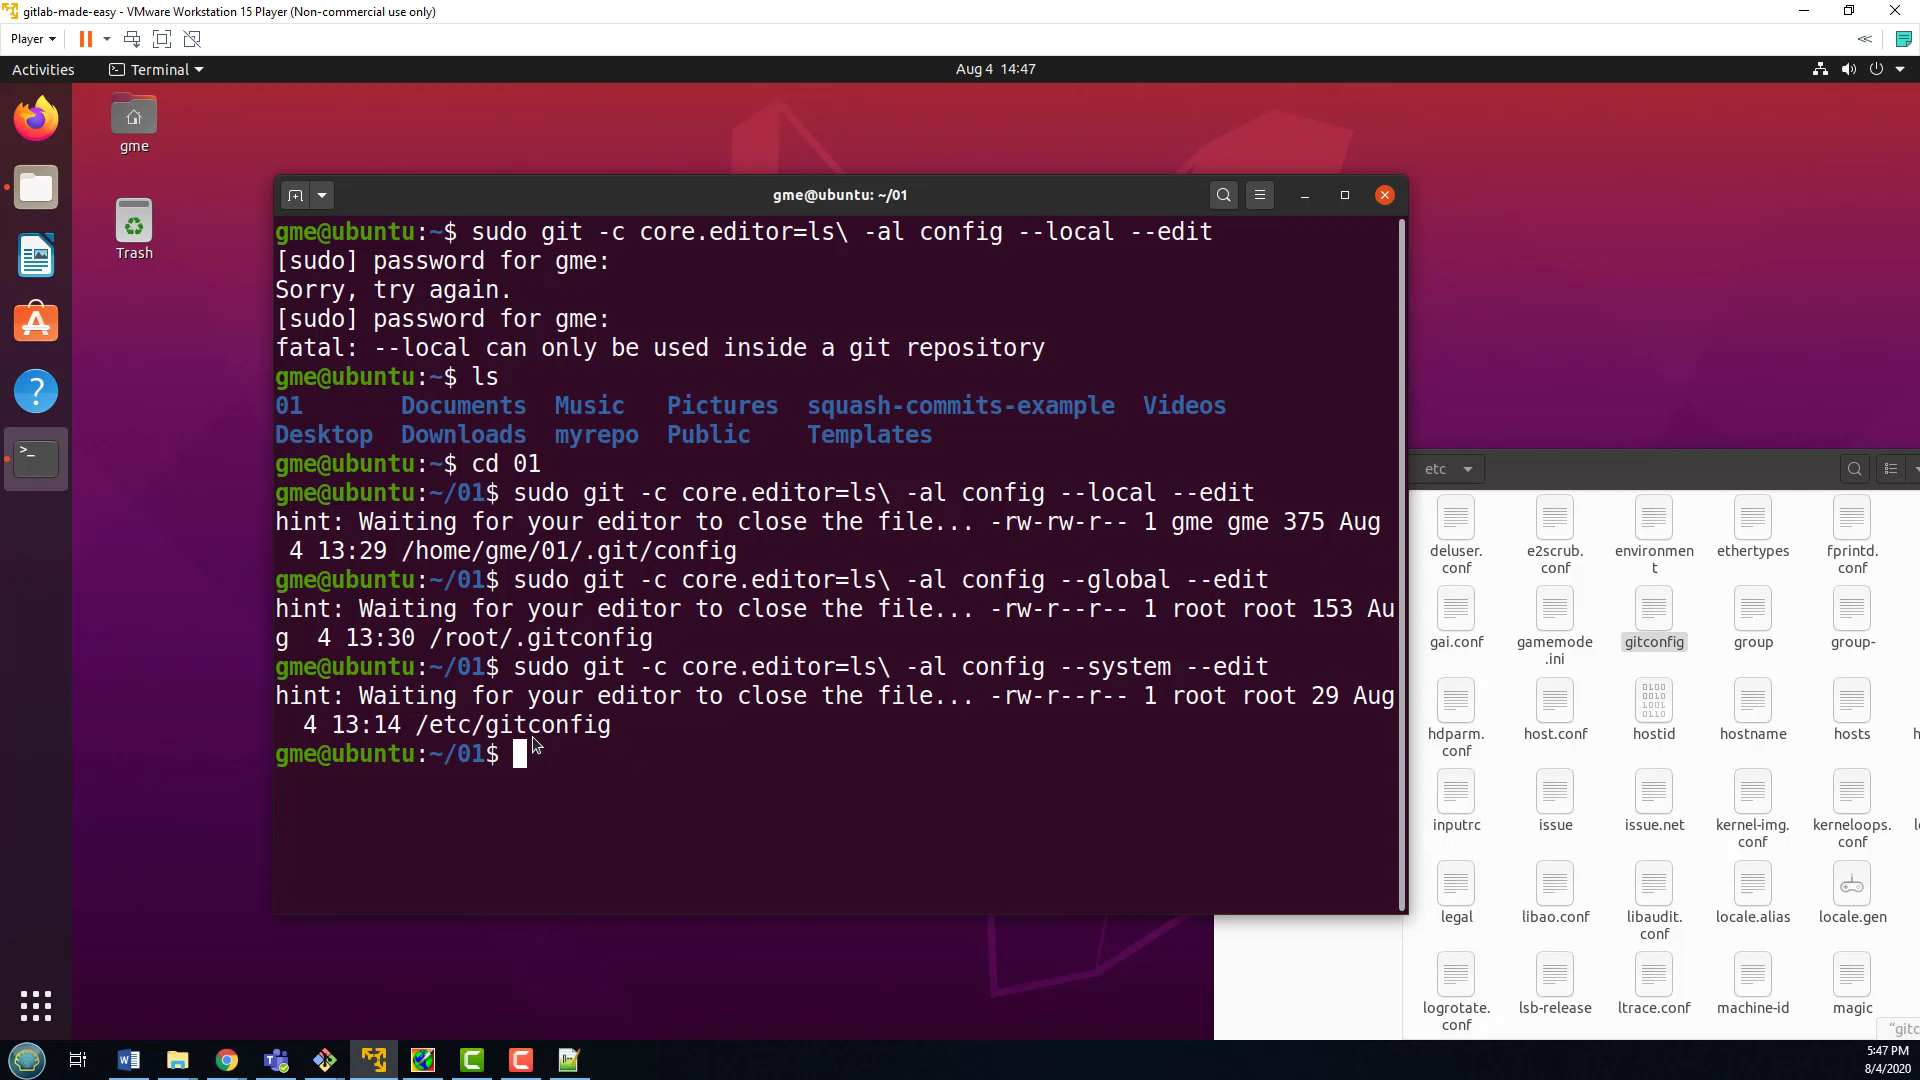 gitlab-made-easy - VMware Workstation 15 Player (Non-commercial use only)
Player
Activities
Terminal
Aug 4 14:47
gme
Trash
gme@ubuntu: ~/01
gme@ubuntu:~$ sudo git -c core.editor=ls\ -al config --local --edit
[sudo] password for gme:
Sorry, try again.
[sudo] password for gme:
fatal: --local can only be used inside a git repository
gme@ubuntu:~$ ls
01 Documents Music Pictures squash-commits-example Videos
Desktop Downloads myrepo Public Templates
gme@ubuntu:~$ cd 01
gme@ubuntu:~/01$ sudo git -c core.editor=ls\ -al config --local --edit
hint: Waiting for your editor to close the file... -rw-rw-r-- 1 gme gme 375 Aug
4 13:29 /home/gme/01/.git/config
gme@ubuntu:~/01$ sudo git -c core.editor=ls\ -al config --global --edit
hint: Waiting for your editor to close the file... -rw-r--r-- 1 root root 153 Au
g  4 13:30 /root/.gitconfig
gme@ubuntu:~/01$ sudo git -c core.editor=ls\ -al config --system --edit
hint: Waiting for your editor to close the file... -rw-r--r-- 1 root root 29 Aug
4 13:14 /etc/gitconfig
gme@ubuntu:~/01$
etc
deluser. e2scrub. environmen ethertypes fprintd.
conf conf t conf
gai.conf gamemode gitconfig group group-
.ini
hdparm. host.conf hostid hostname hosts
conf
inputrc issue issue.net kernel-img. kerneloops.
conf conf
legal libao.conf libaudit. locale.alias locale.gen
conf
logrotate. lsb-release ltrace.conf machine-id magic
conf
"gitc
5:47 PM
8/4/2020